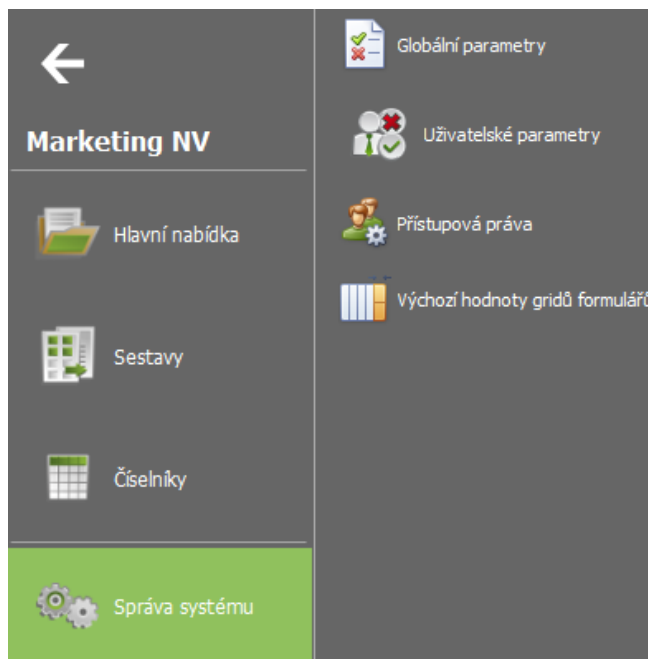 Marketing NV
Hlavní nabídka
Sestavy
Číselníky
Správa systému
Globální parametry
Uživatelské parametry
Přístupová práva
Výchozí hodnoty gridů formulářů